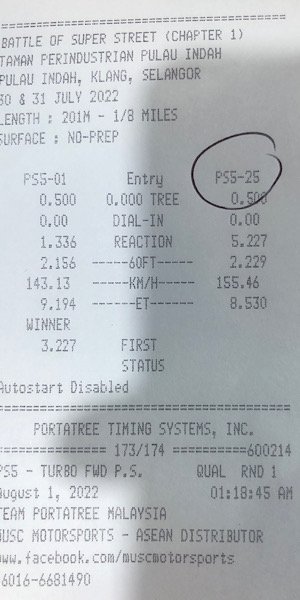 BATTLE OF SUPER STREET (CHAPTER 1)
TAMAN PERINDUSTRIAN PULAU INDAH
PULAU INDAH, KLANG, SELANGOR
30 & 31 JULY 2022
LENGTH : 201M - 1/8 MILES
SURFACE : NO-PREP
PS5-01 Entry PS5-25
0.500 0.000 TREE 0.500
0.00 DIAL-IN 0.00
1.336 REACTION 5.227
2.156 -----60FT----- 2.229
143.13 -----KM/H----- 155.46
9.194 ------ET------ 8.530
WINNER
3.227 FIRST
STATUS
Autostart Disabled
PORTATREE TIMING SYSTEMS, INC.
=============== 173/174 ==========600214
PS5 - TURBO FWD P.S. QUAL RND 1
August 1, 2022 01:18:45 AM
TEAM PORTATREE MALAYSIA
MUSC MOTORSPORTS - ASEAN DISTRIBUTOR
www.facebook.com/muscmotorsports
6016-6681490